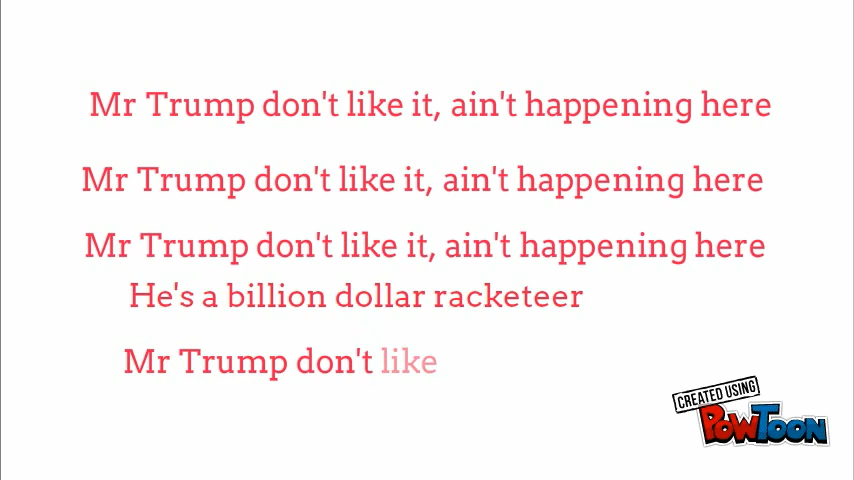 Mr Trump don't like it, ain't happening here
Mr Trump don't like it, ain't happening here
Mr Trump don't like it, ain't happening here
He's a billion dollar racketeer
Mr Trump don't like
CREATED USING
POWTOON